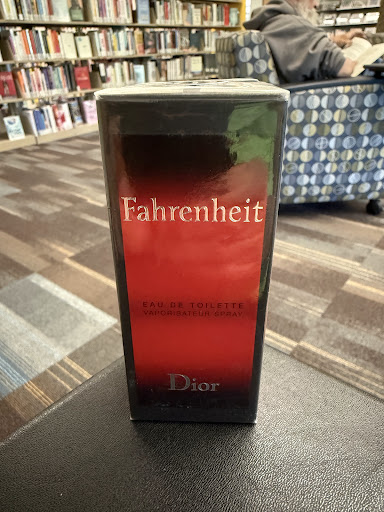 Fahrenheit
EAU DE TOILETTE
VAPORISATEUR SPRAY
Dior